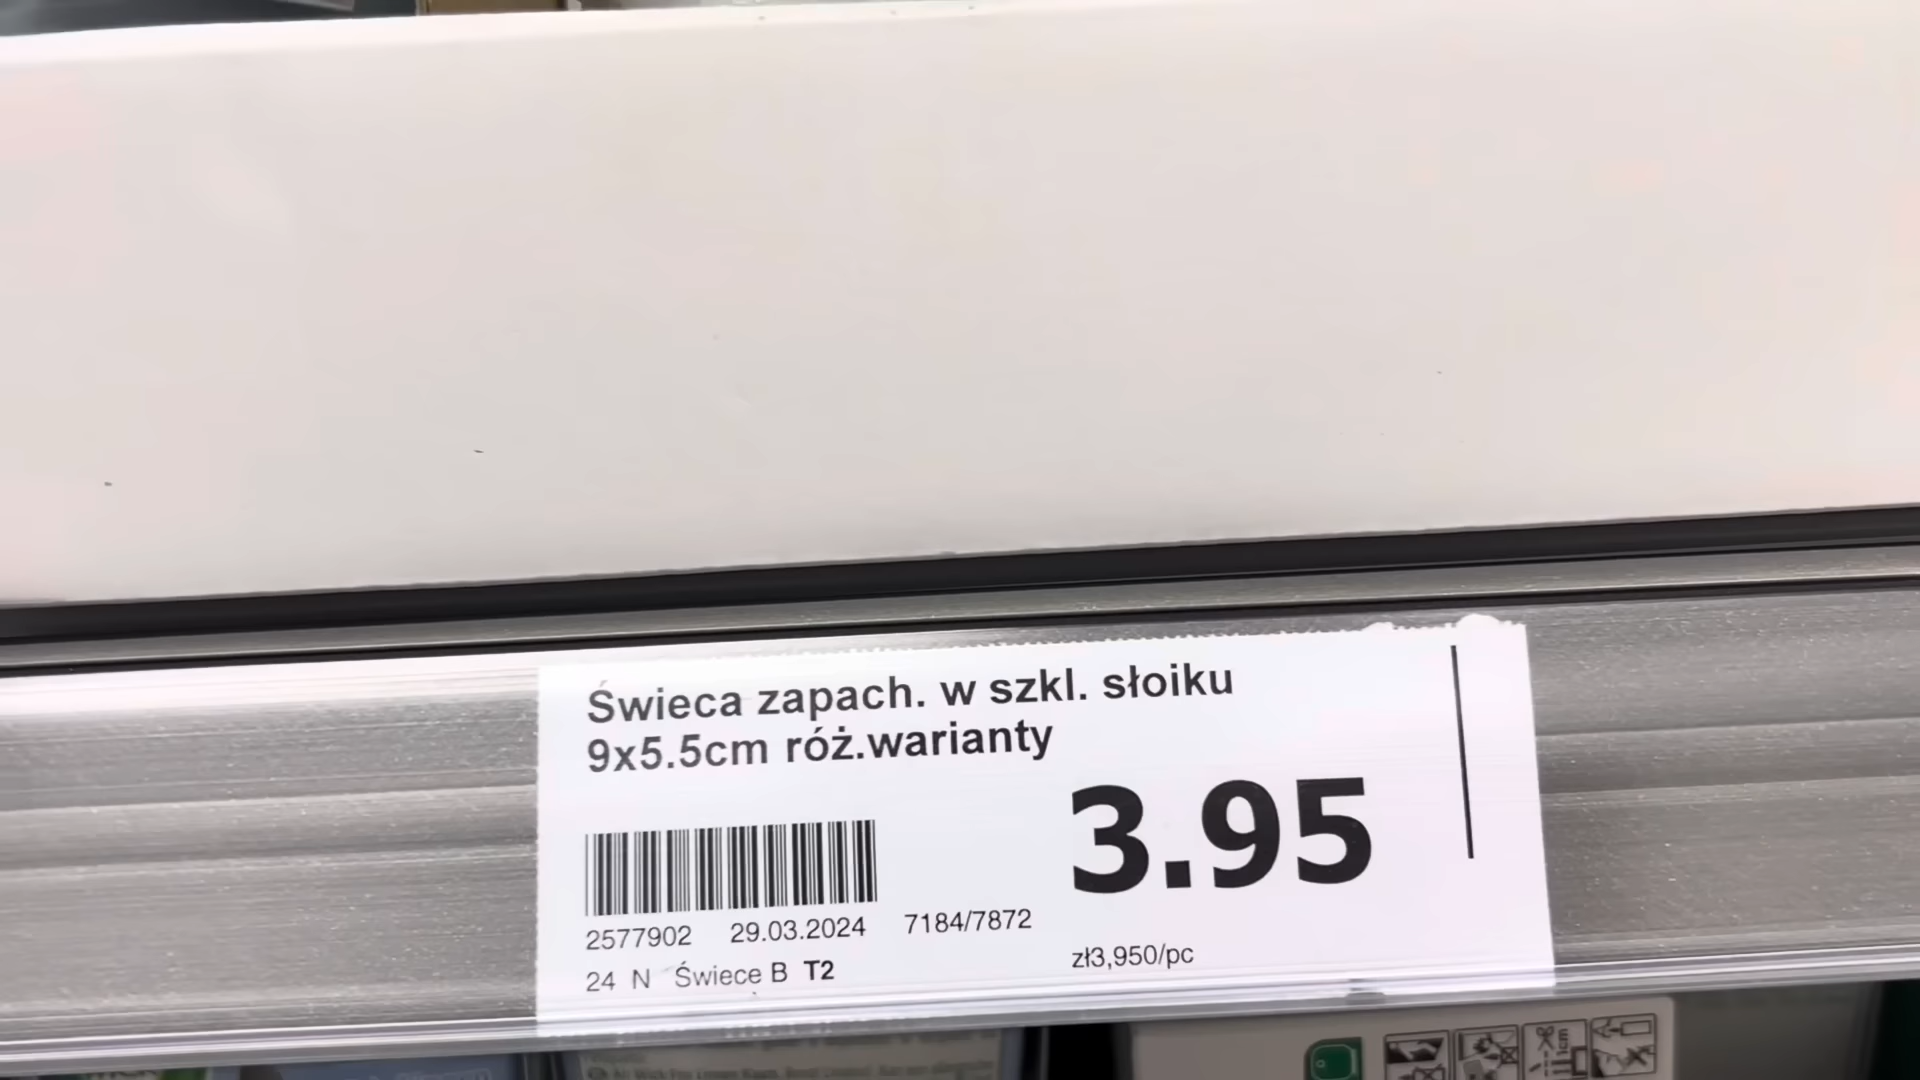 Świeca zapach. w szkl. słoiku
9x5.5cm róż.warianty
3.95
2577902 29.03.2024 7184/7872
24 N Świece B T2
zł3,950/pc